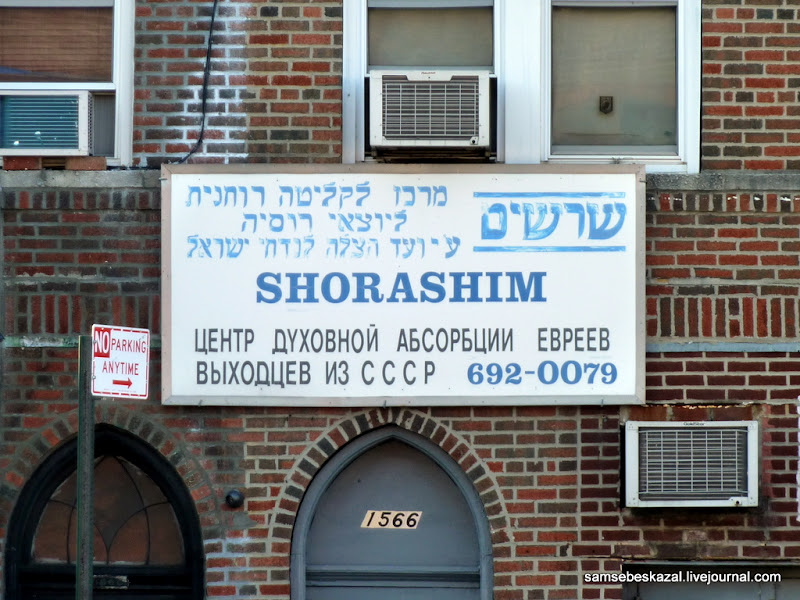 מרכז לקליטה רוחנית
ליוצאי רוסיה
ע״י ועד הצלה לנדחי ישראל
שרשים
SHORASHIM
ЦЕНТР ДУХОВНОЙ АБСОРБЦИИ ЕВРЕЕВ
ВЫХОДЦЕВ ИЗ СССР 692-0079
NO PARKING
ANYTIME
1566
samsebeskazal.livejournal.com